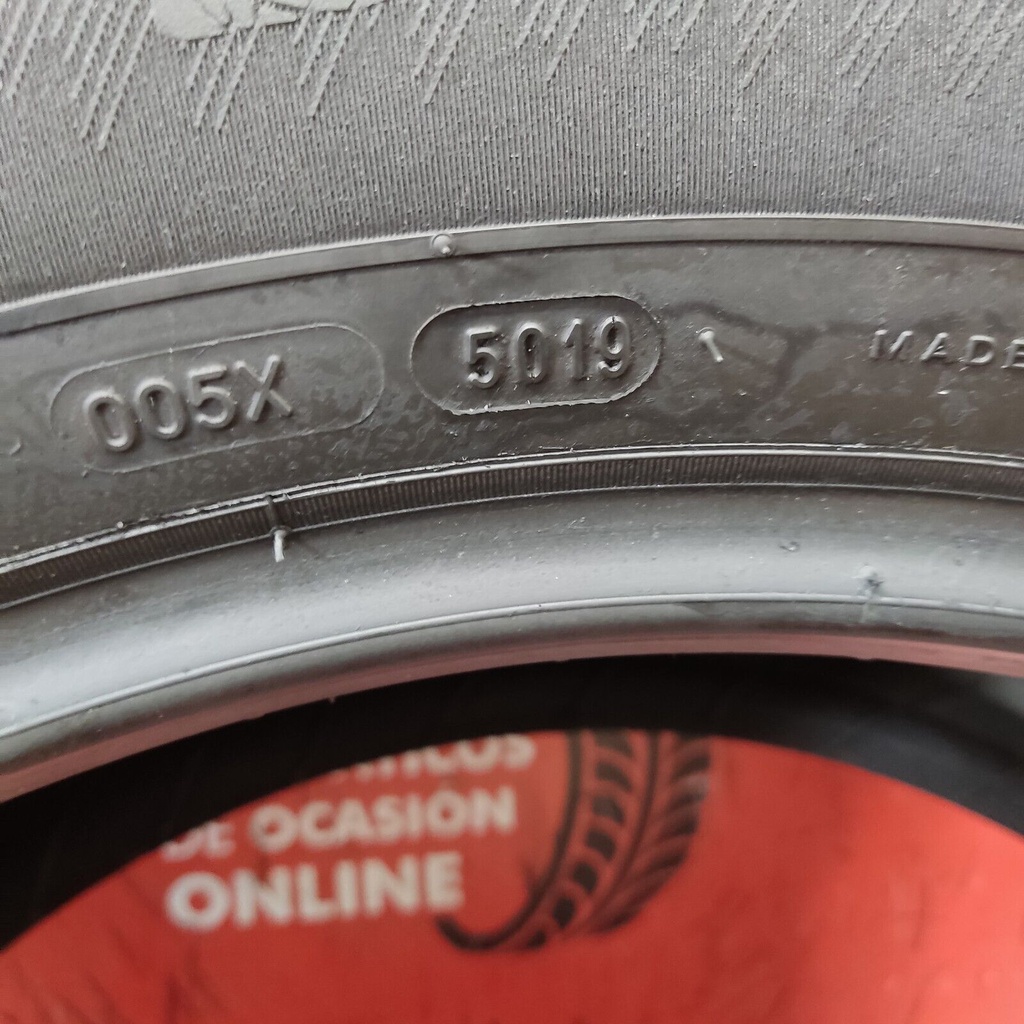 005X
5019
MADE
DE OCASIÓN
ONLINE